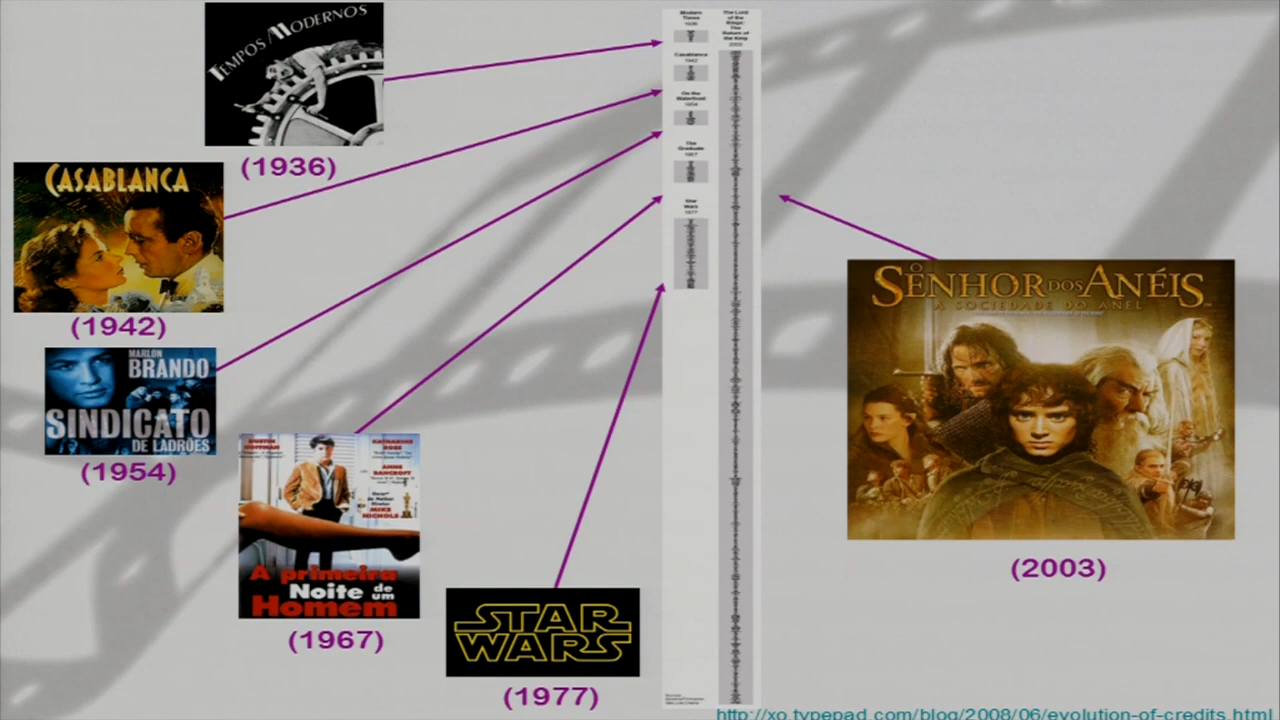 TEMPOS MODERNOS
(1936)
CASABLANCA
(1942)
MARLON
BRANDO
SINDICATO
DE LADRÕES
(1954)
DUSTIN
HOFFMAN
KATHARINE
ROSS
ANNE
BANCROFT
MIKE
NICHOLS
A primeira
Noite de um
Homem
(1967)
STAR
WARS
(1977)
Modern
Times
1936
Casablanca
1942
On the
Waterfront
1954
The
Graduate
1967
Star
Wars
1977
The Lord
of the
Rings:
The
Return of
the King
2003
O SENHOR DOS ANÉIS
A SOCIEDADE DO ANEL
(2003)
http://xo.typepad.com/blog/2008/06/evolution-of-credits.html